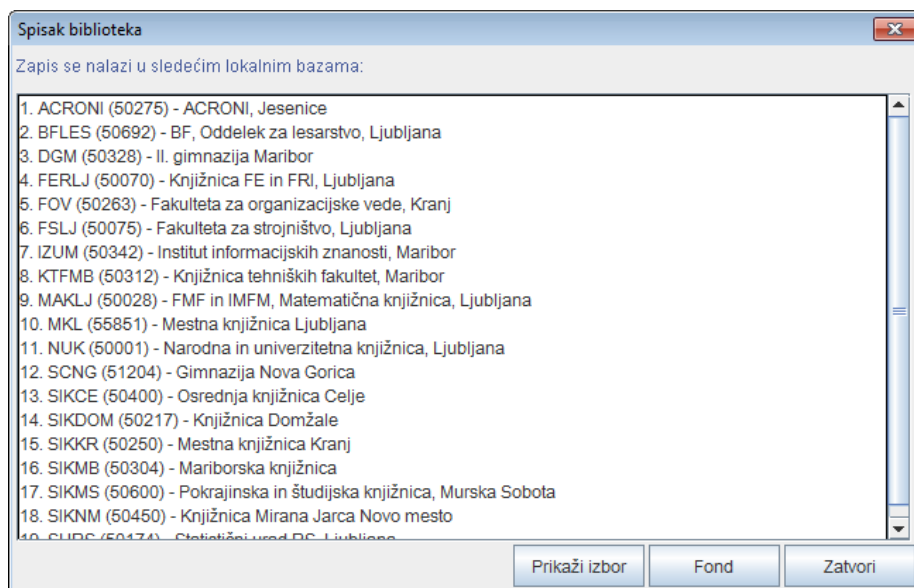 Spisak biblioteka
Zapis se nalazi u sledećim lokalnim bazama:
1. ACRONI (50275) - ACRONI, Jesenice
2. BFLES (50692) - BF, Oddelek za lesarstvo, Ljubljana
3. DGM (50328) - II. gimnazija Maribor
4. FERLJ (50070) - Knjižnica FE in FRI, Ljubljana
5. FOV (50263) - Fakulteta za organizacijske vede, Kranj
6. FSLJ (50075) - Fakulteta za strojništvo, Ljubljana
7. IZUM (50342) - Institut informacijskih znanosti, Maribor
8. KTFMB (50312) - Knjižnica tehniških fakultet, Maribor
9. MAKLJ (50028) - FMF in IMFM, Matematična knjižnica, Ljubljana
10. MKL (55851) - Mestna knjižnica Ljubljana
11. NUK (50001) - Narodna in univerzitetna knjižnica, Ljubljana
12. SCNG (51204) - Gimnazija Nova Gorica
13. SIKCE (50400) - Osrednja knjižnica Celje
14. SIKDOM (50217) - Knjižnica Domžale
15. SIKKR (50250) - Mestna knjižnica Kranj
16. SIKMB (50304) - Mariborska knjižnica
17. SIKMS (50600) - Pokrajinska in študijska knjižnica, Murska Sobota
18. SIKNM (50450) - Knjižnica Mirana Jarca Novo mesto
19. SURS (50174) - Statistični urad RS, Ljubljana
Prikaži izbor Fond Zatvori